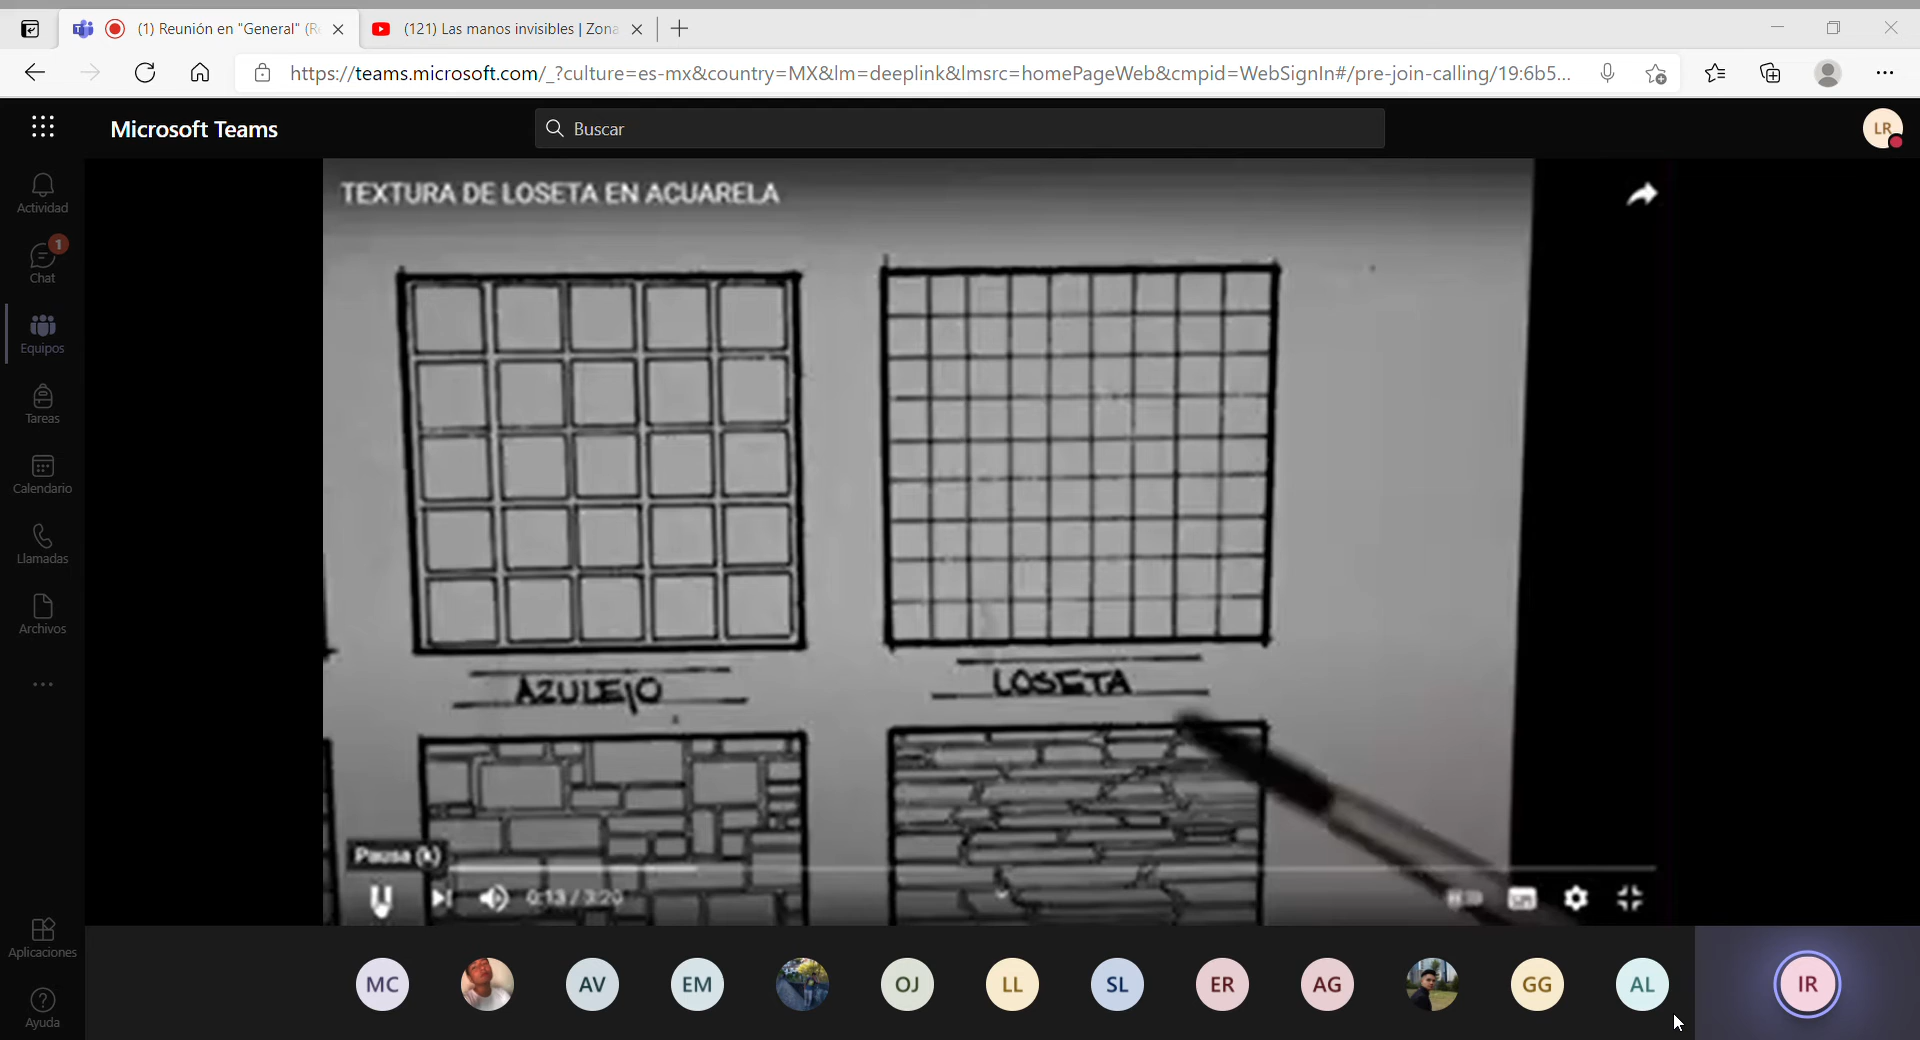 (1) Reunión en "General" (R
(121) Las manos invisibles | Zona
https://teams.microsoft.com/_?culture=es-mx&country=MX&lm=deeplink&lmsrc=homePageWeb&cmpid=WebSignIn#/pre-join-calling/19:6b5...
Microsoft Teams
Buscar
LR
Actividad
1
Chat
Equipos
Tareas
Calendario
Llamadas
Archivos
Aplicaciones
Ayuda
TEXTURA DE LOSETA EN ACUARELA
AZULEJO
LOSETA
Pausa (k)
0:13 / 3:20
MC
AV
EM
OJ
LL
SL
ER
AG
GG
AL
IR